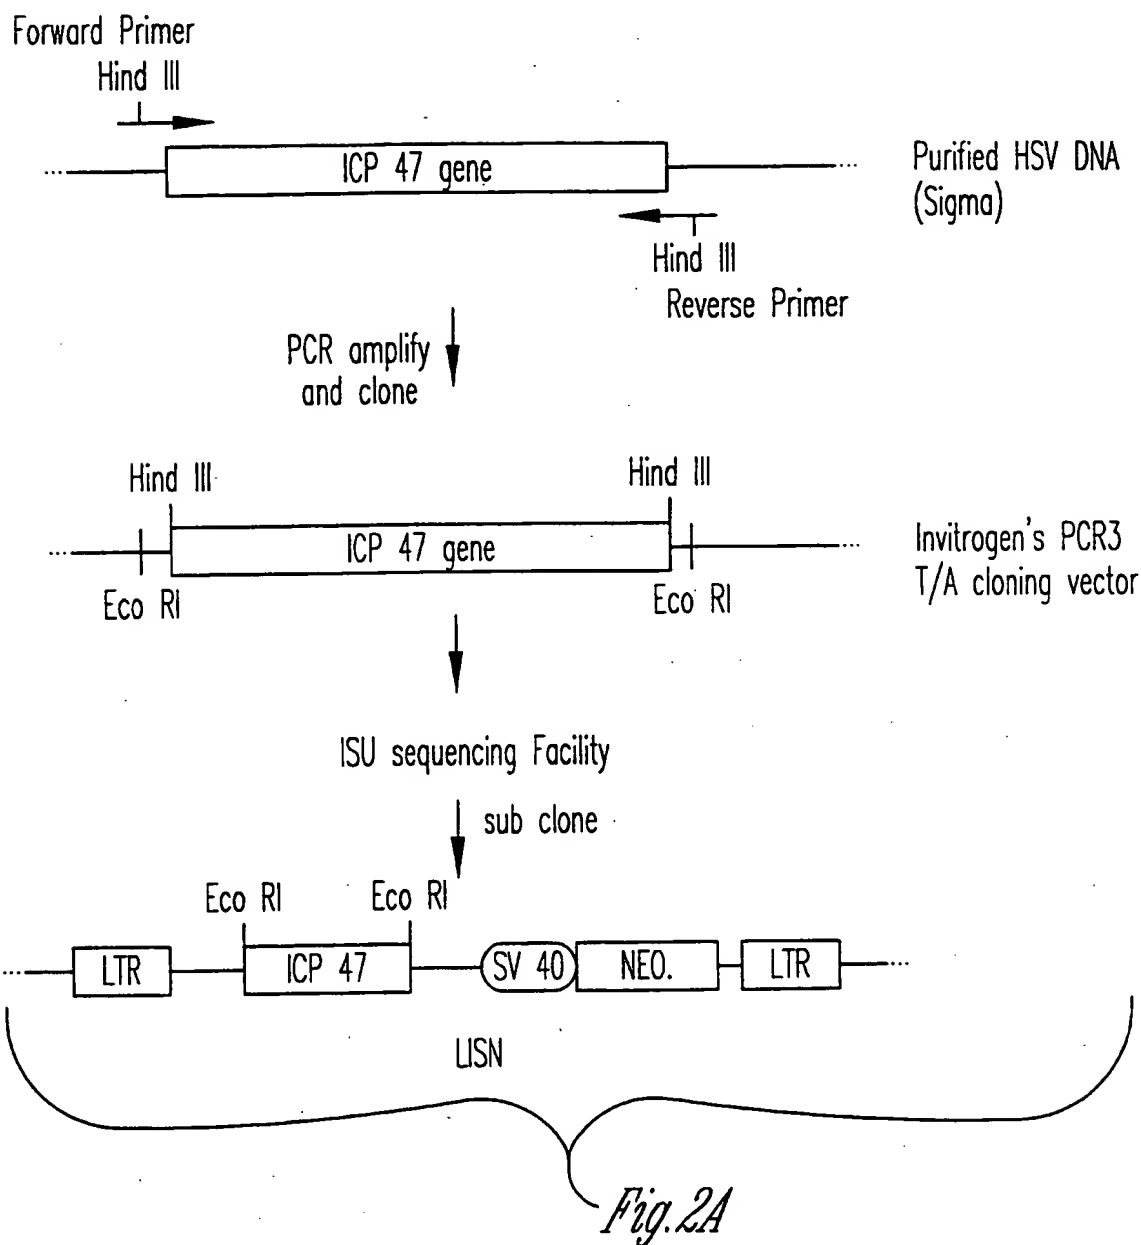 Forward Primer
Hind III
ICP 47 gene
Purified HSV DNA
(Sigma)
Hind III
Reverse Primer
PCR amplify
and clone
Hind III
Hind III
ICP 47 gene
Invitrogen's PCR3
T/A cloning vector
Eco RI
Eco RI
ISU sequencing Facility
sub clone
Eco RI
Eco RI
LTR
ICP 47
SV 40
NEO.
LTR
LISN
Fig. 2A